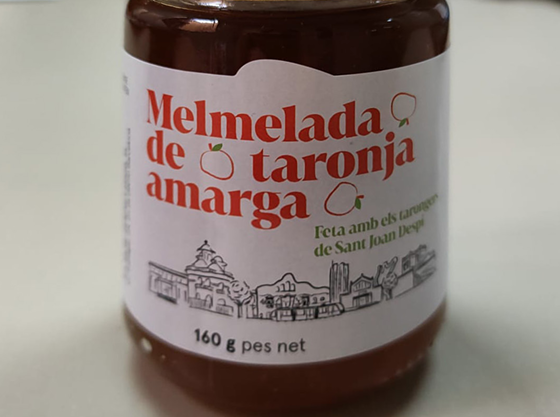 Melmelada
de taronja
amarga
Feta amb els tarongers
de Sant Joan Despí
160 g pes net